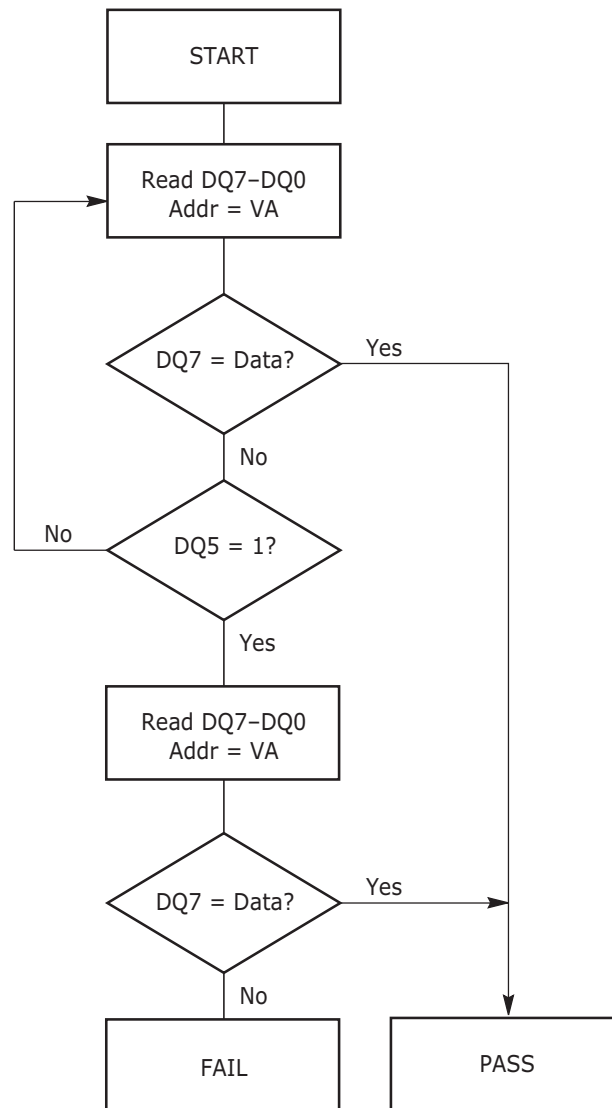 START
Read DQ7–DQ0
Addr = VA
DQ7 = Data?
Yes
No
No
DQ5 = 1?
Yes
Read DQ7–DQ0
Addr = VA
DQ7 = Data?
Yes
No
FAIL
PASS